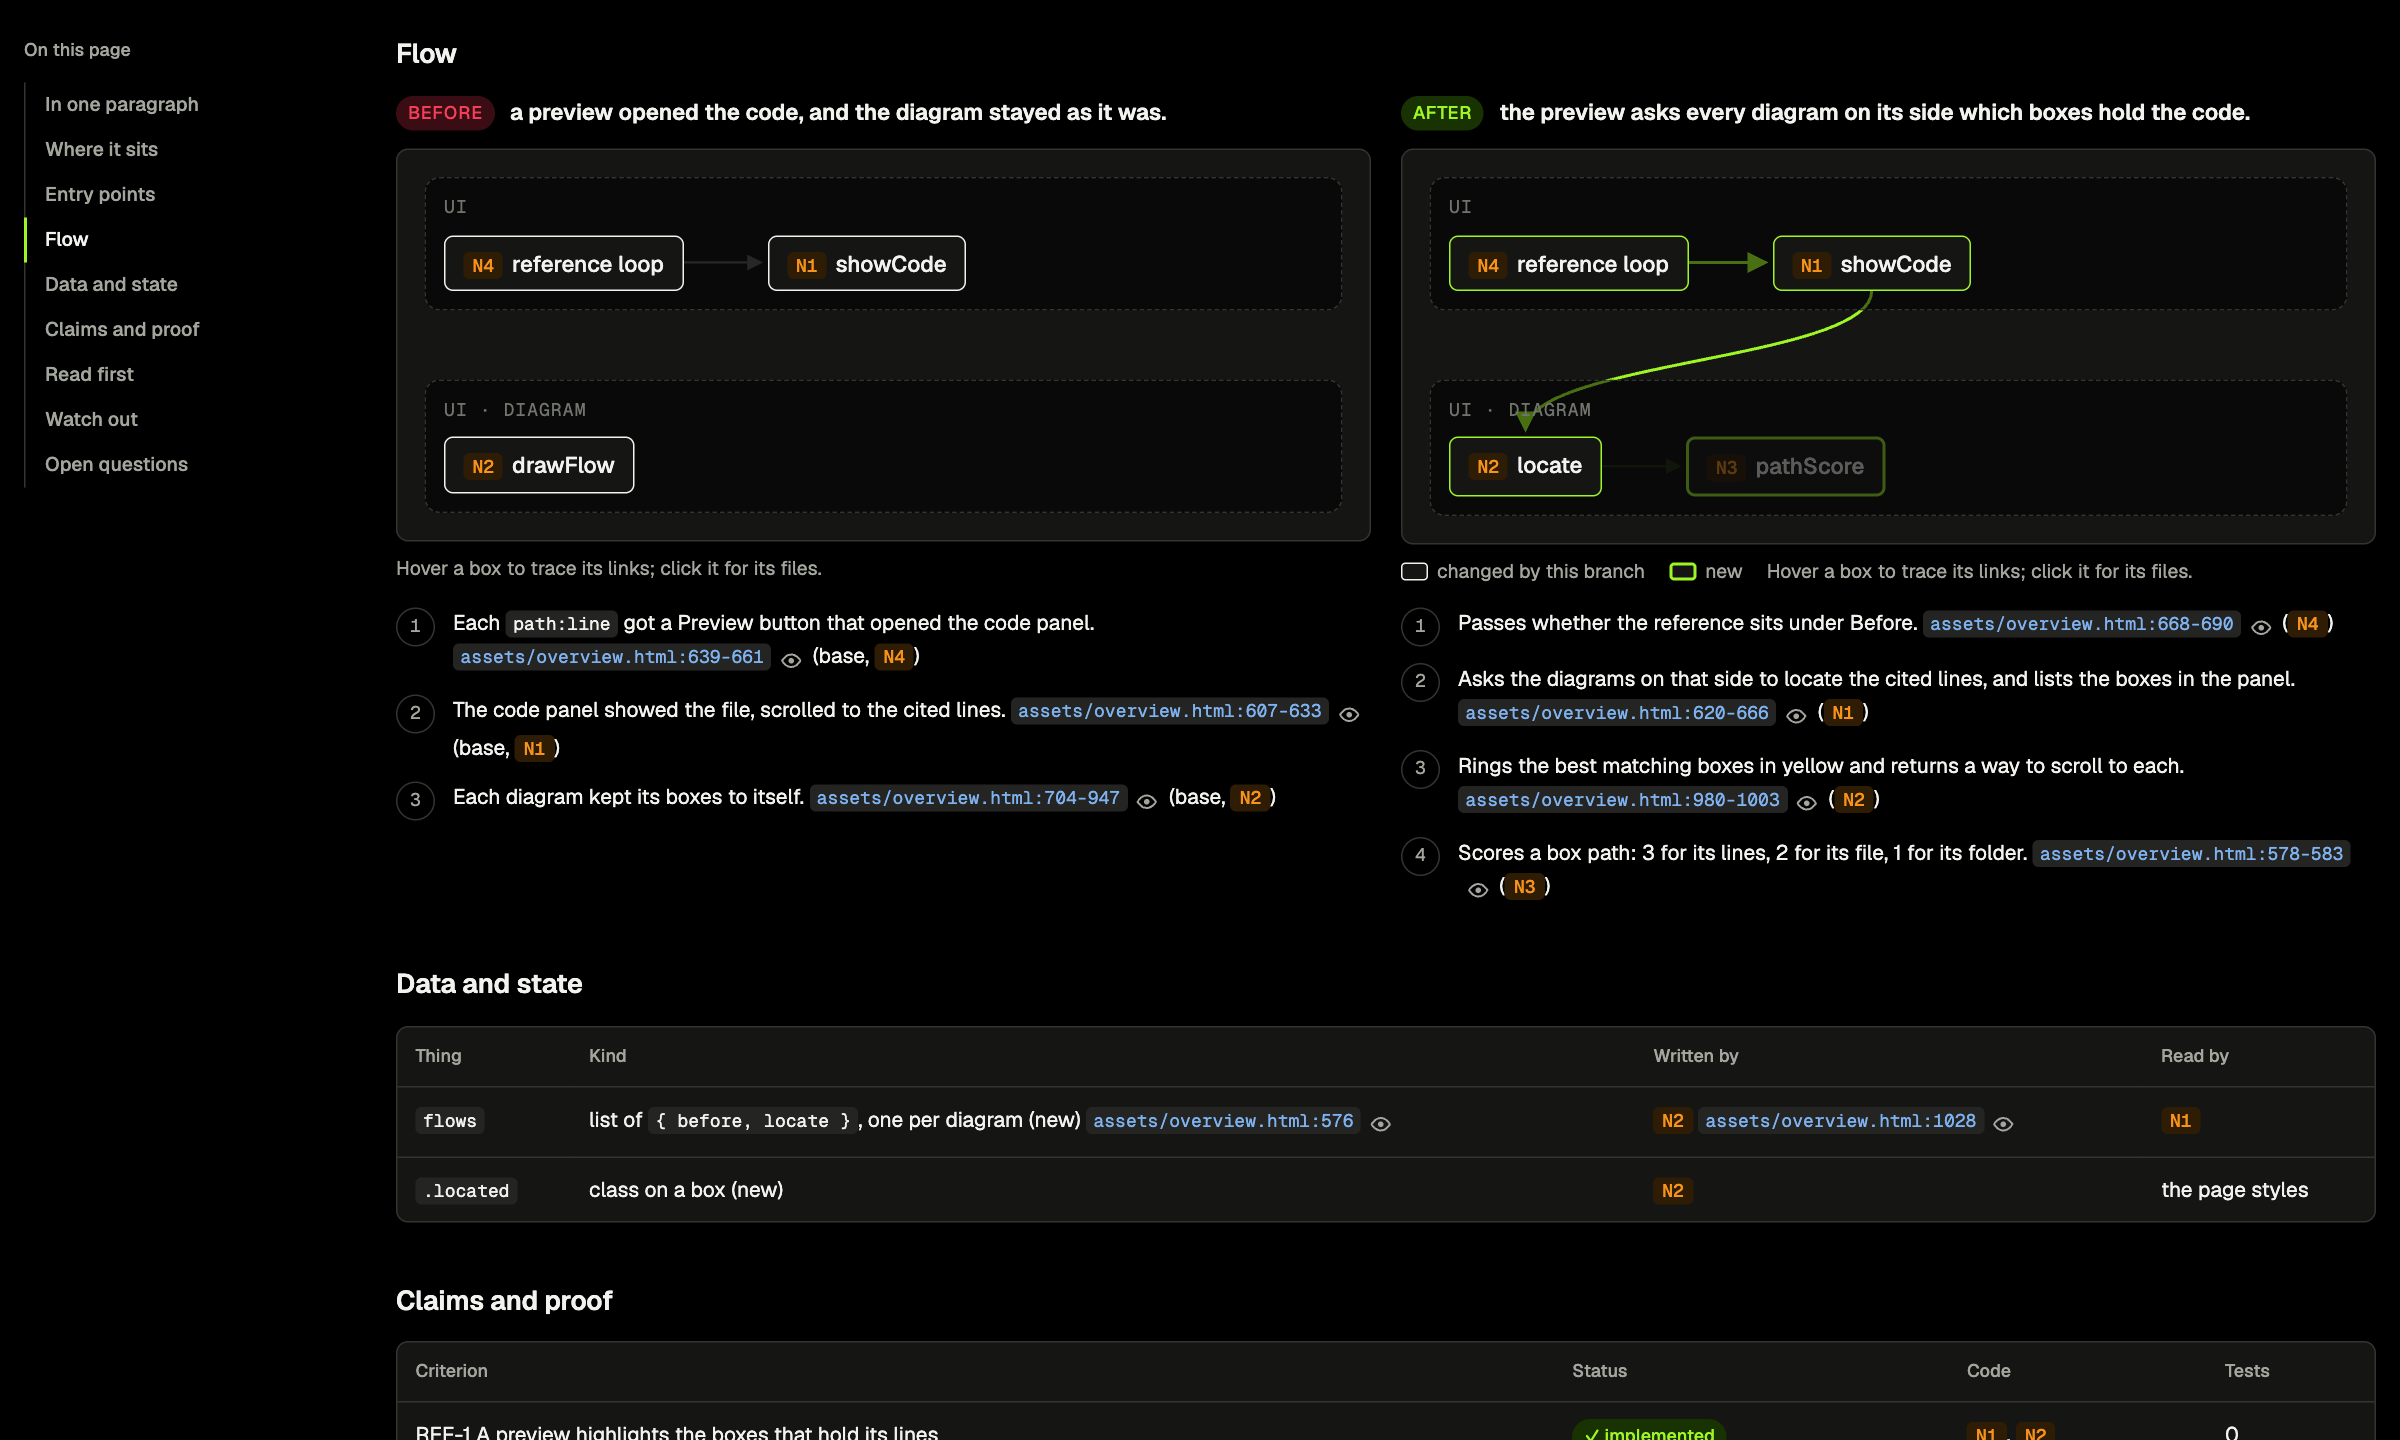 On this page
In one paragraph
Where it sits
Entry points
Flow
Data and state
Claims and proof
Read first
Watch out
Open questions
Flow
BEFORE a preview opened the code, and the diagram stayed as it was.
UI
N4 reference loop
N1 showCode
UI · DIAGRAM
N2 drawFlow
Hover a box to trace its links; click it for its files.
1 Each path:line got a Preview button that opened the code panel.
assets/overview.html:639-661 (base, N4)
2 The code panel showed the file, scrolled to the cited lines. assets/overview.html:607-633
(base, N1)
3 Each diagram kept its boxes to itself. assets/overview.html:704-947 (base, N2)
AFTER the preview asks every diagram on its side which boxes hold the code.
UI
N4 reference loop
N1 showCode
UI · DIAGRAM
N2 locate
N3 pathScore
changed by this branch new Hover a box to trace its links; click it for its files.
1 Passes whether the reference sits under Before. assets/overview.html:668-690 (N4)
2 Asks the diagrams on that side to locate the cited lines, and lists the boxes in the panel.
assets/overview.html:620-666 (N1)
3 Rings the best matching boxes in yellow and returns a way to scroll to each.
assets/overview.html:980-1003 (N2)
4 Scores a box path: 3 for its lines, 2 for its file, 1 for its folder. assets/overview.html:578-583
(N3)
Data and state
Thing Kind Written by Read by
flows list of { before, locate }, one per diagram (new) assets/overview.html:576 N2 assets/overview.html:1028 N1
.located class on a box (new) N2 the page styles
Claims and proof
Criterion Status Code Tests
REF-1 A preview highlights the boxes that hold its lines ✓ implemented N1, N2 0